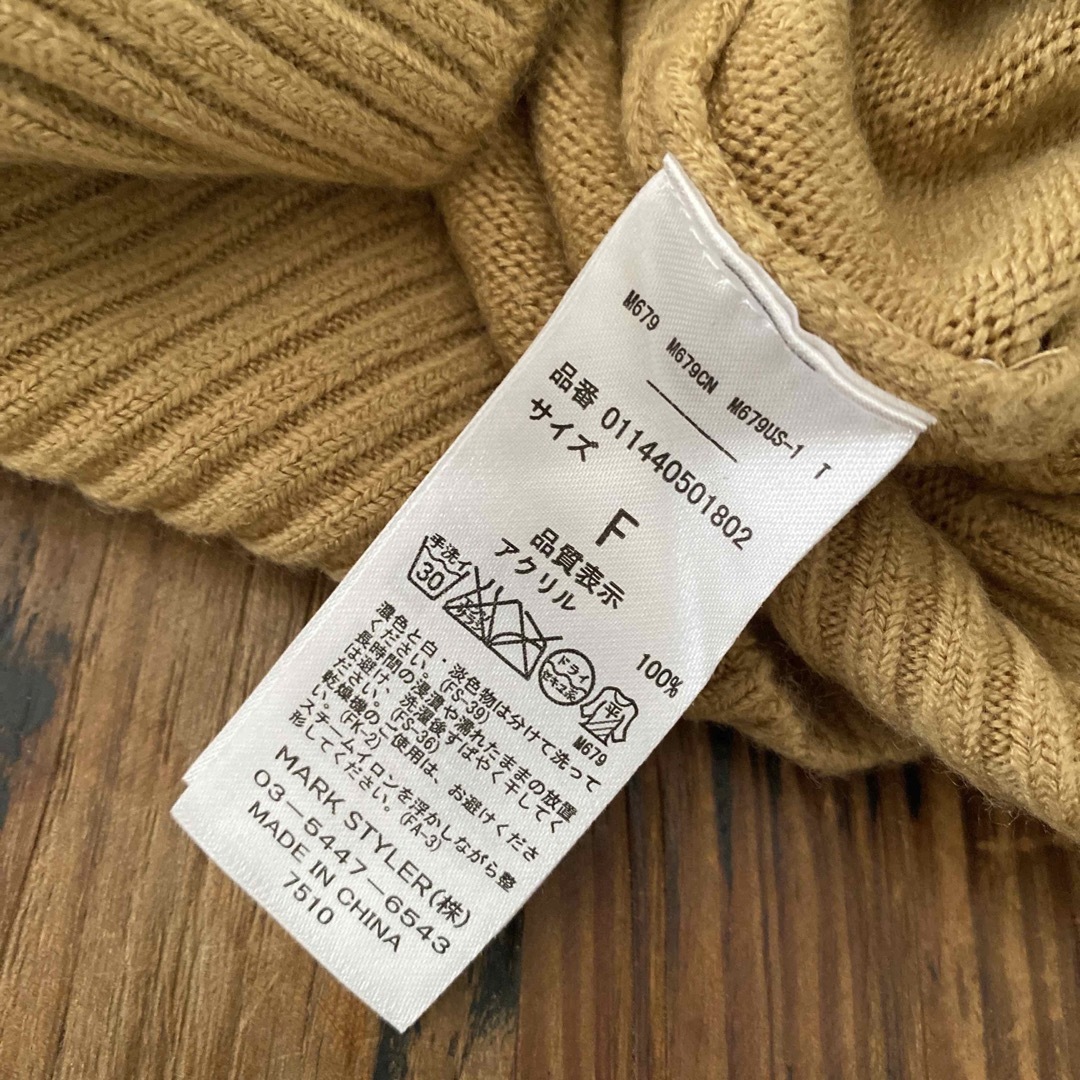 M679 M679CN M679US-1 T
品番 011440501802
サイズ
F
品質表示
アクリル 100%
手洗イ
30
エンソ
サラシ
ドライ
セキユ系
平
M679
濃色と白・淡色物は分けて洗って
ください。(FS-39)
長時間の浸漬や濡れたままの放置
は避け、洗濯後すばやく干してく
ださい。(FS-36)
乾燥機のご使用は、お避けくださ
い。(FK-2)
スチームアイロンを浮かしながら整
形してください。(FA-3)
MARK STYLER(株)
03-5447-6543
MADE IN CHINA
7510